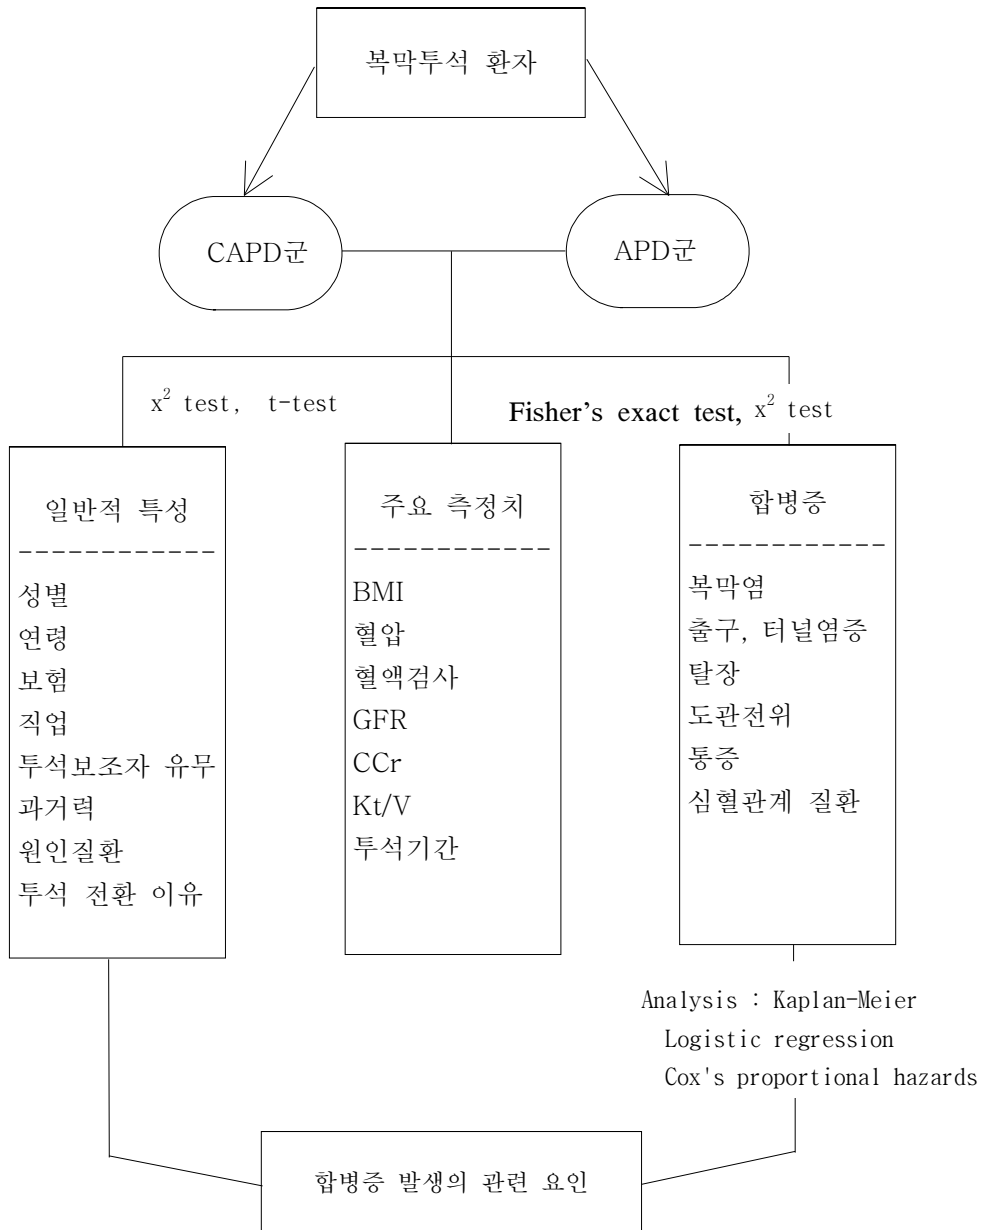 복막투석 환자
CAPD군
APD군
x² test, t-test
Fisher's exact test, x² test
일반적 특성
------------
성별
연령
보험
직업
투석보조자 유무
과거력
원인질환
투석 전환 이유
주요 측정치
------------
BMI
혈압
혈액검사
GFR
CCr
Kt/V
투석기간
합병증
------------
복막염
출구, 터널염증
탈장
도관전위
통증
심혈관계 질환
Analysis : Kaplan-Meier
Logistic regression
Cox's proportional hazards
합병증 발생의 관련 요인